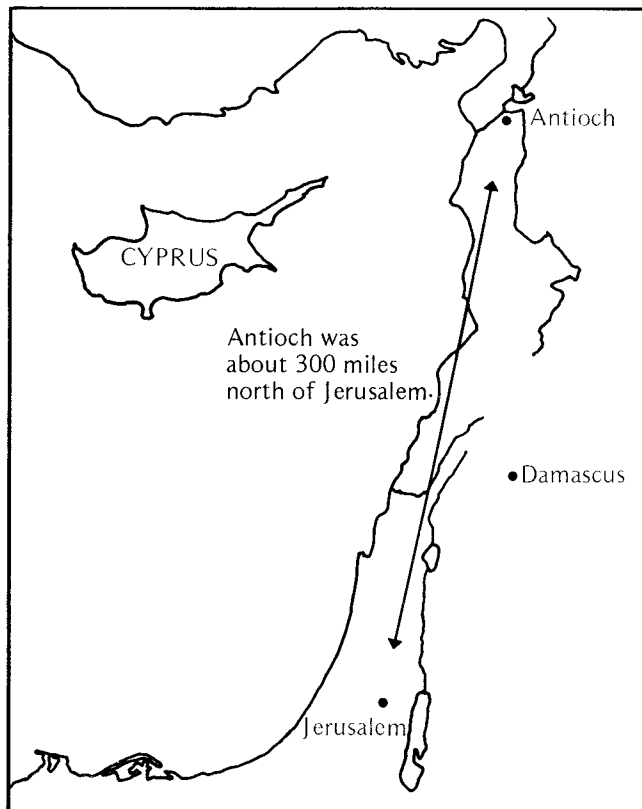 Antioch
CYPRUS
Antioch was
about 300 miles
north of Jerusalem.
Damascus
Jerusalem